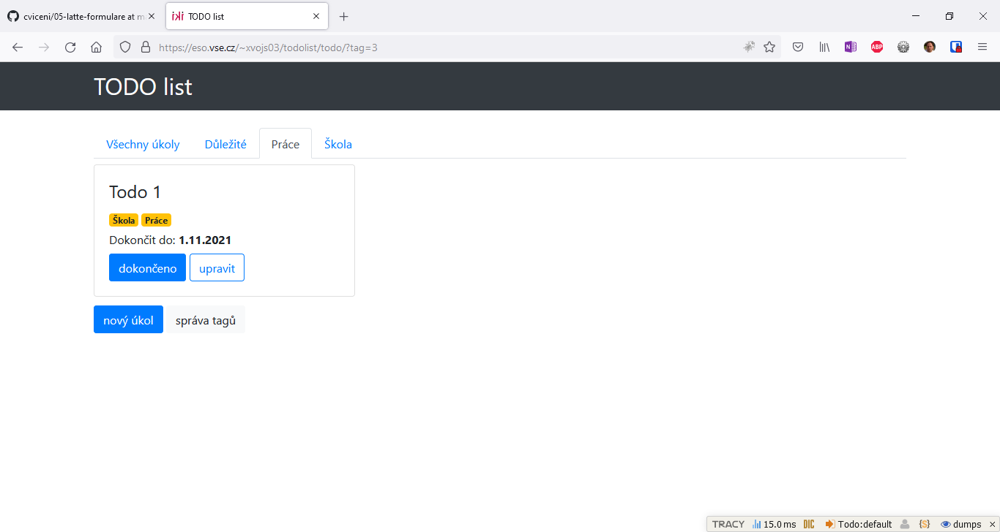 cviceni/05-latte-formulare at m
TODO list
https://eso.vse.cz/~xvojs03/todolist/todo/?tag=3
TODO list
Všechny úkoly Důležité Práce Škola
Todo 1
Škola Práce
Dokončit do: 1.11.2021
dokončeno upravit
nový úkol správa tagů
TRACY 15.0 ms DIC Todo:default {S} dumps ×